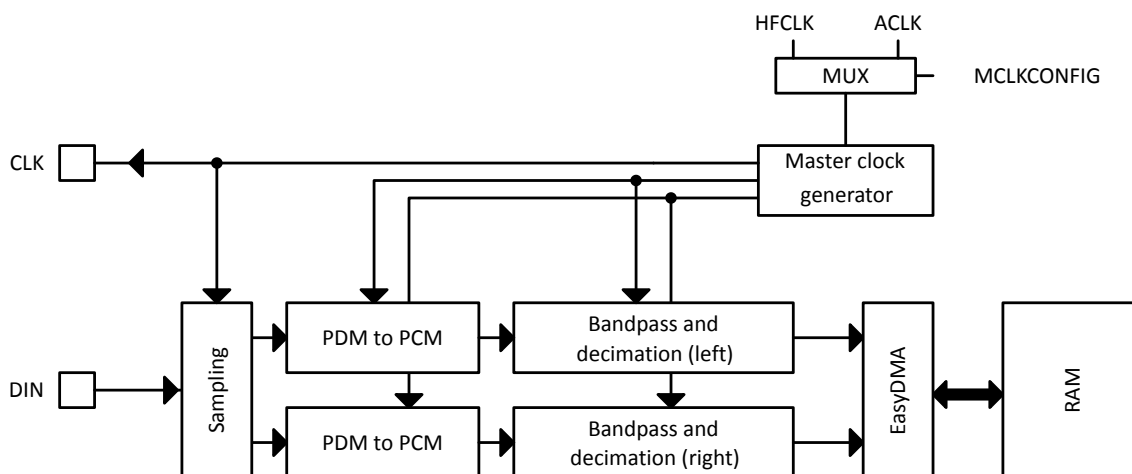 HFCLK
ACLK
MUX
MCLKCONFIG
CLK
Master clock
generator
DIN
Sampling
PDM to PCM
Bandpass and
decimation (left)
PDM to PCM
Bandpass and
decimation (right)
EasyDMA
RAM